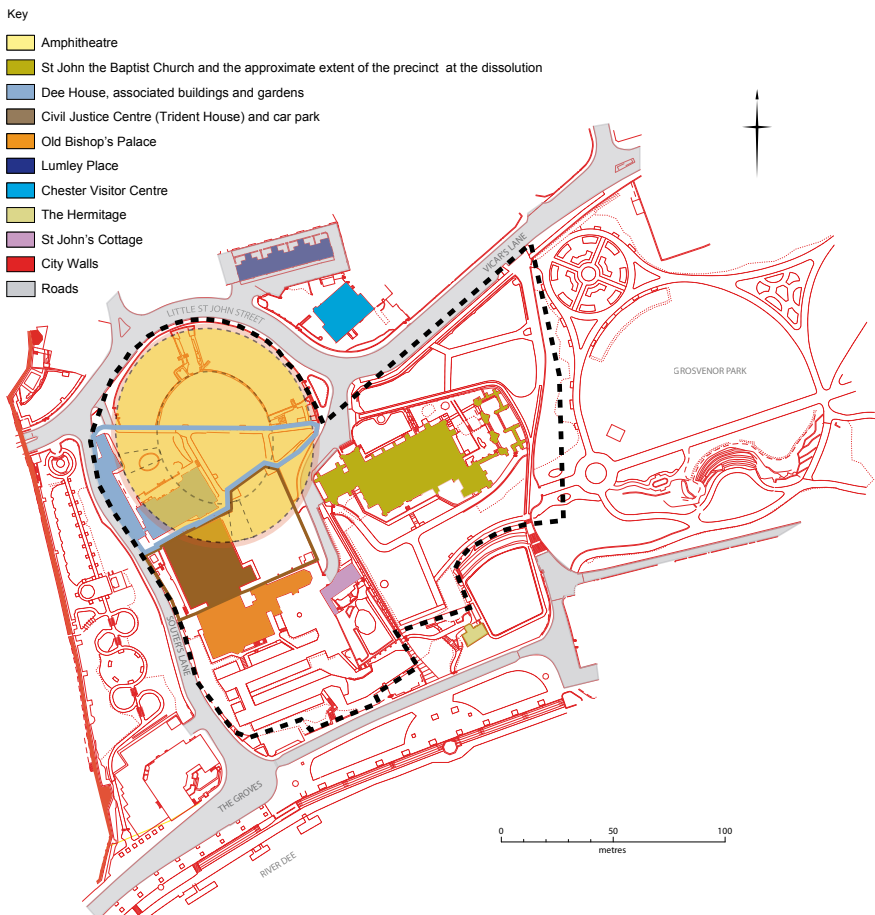 Key
Amphitheatre
St John the Baptist Church and the approximate extent of the precinct at the dissolution
Dee House, associated buildings and gardens
Civil Justice Centre (Trident House) and car park
Old Bishop's Palace
Lumley Place
Chester Visitor Centre
The Hermitage
St John's Cottage
City Walls
Roads
VICAR'S LANE
LITTLE ST JOHN STREET
GROSVENOR PARK
SOUTER'S LANE
THE GROVES
RIVER DEE
0 50 100
metres